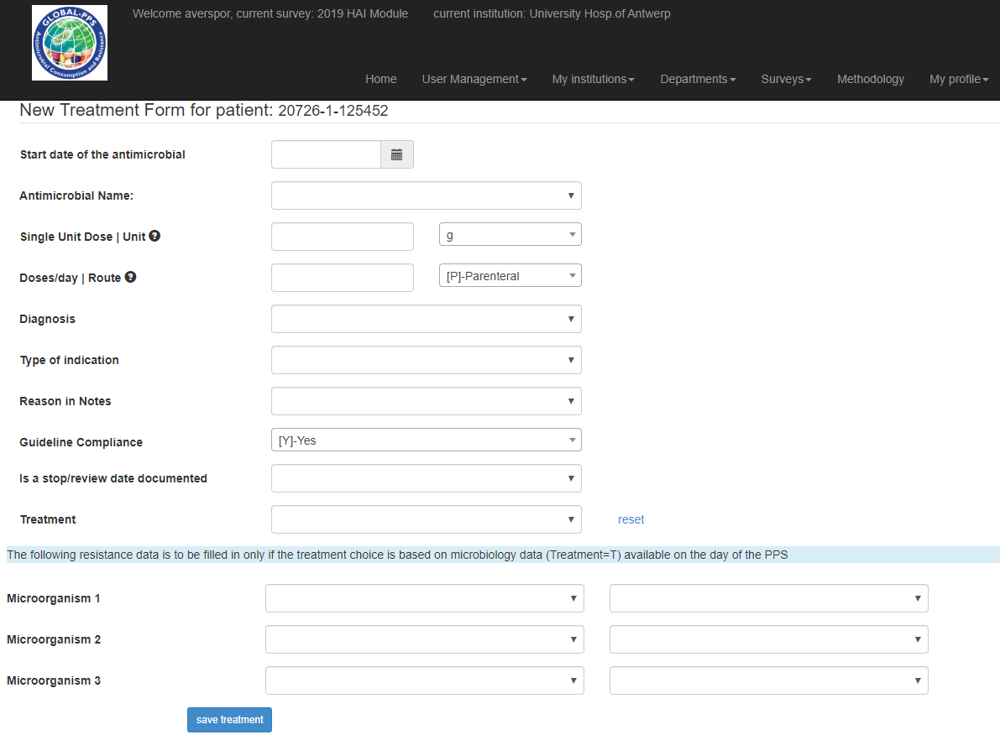 GLOBAL-PPS
Antimicrobial Consumption and Resistance
Welcome averspor, current survey: 2019 HAI Module current institution: University Hosp.of Antwerp
Home User Management My institutions Departments Surveys Methodology My profile
New Treatment Form for patient: 20726-1-125452
Start date of the antimicrobial
Antimicrobial Name:
Single Unit Dose | Unit ? g
Doses/day | Route ? [P]-Parenteral
Diagnosis
Type of indication
Reason in Notes
Guideline Compliance [Y]-Yes
Is a stop/review date documented
Treatment reset
The following resistance data is to be filled in only if the treatment choice is based on microbiology data (Treatment=T) available on the day of the PPS
Microorganism 1
Microorganism 2
Microorganism 3
save treatment